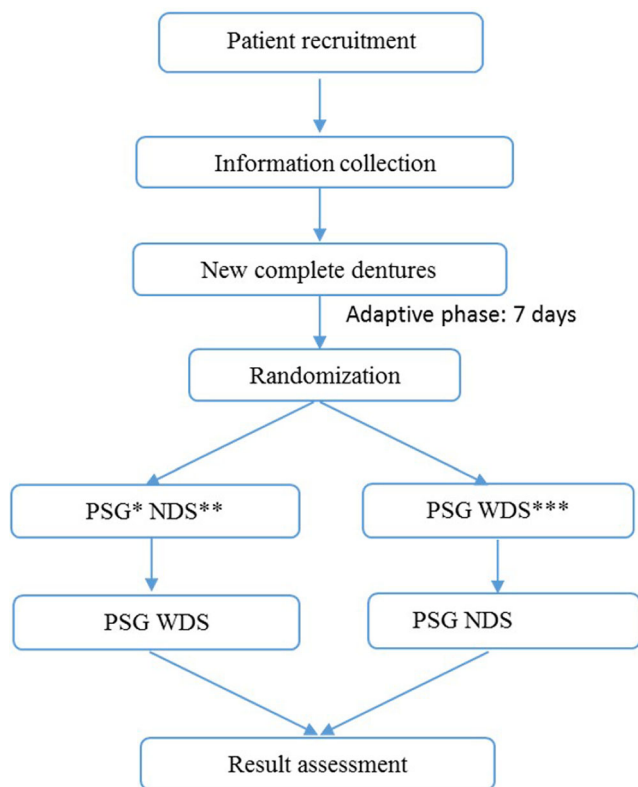 Patient recruitment
Information collection
New complete dentures
Adaptive phase: 7 days
Randomization
PSG* NDS**
PSG WDS***
PSG WDS
PSG NDS
Result assessment